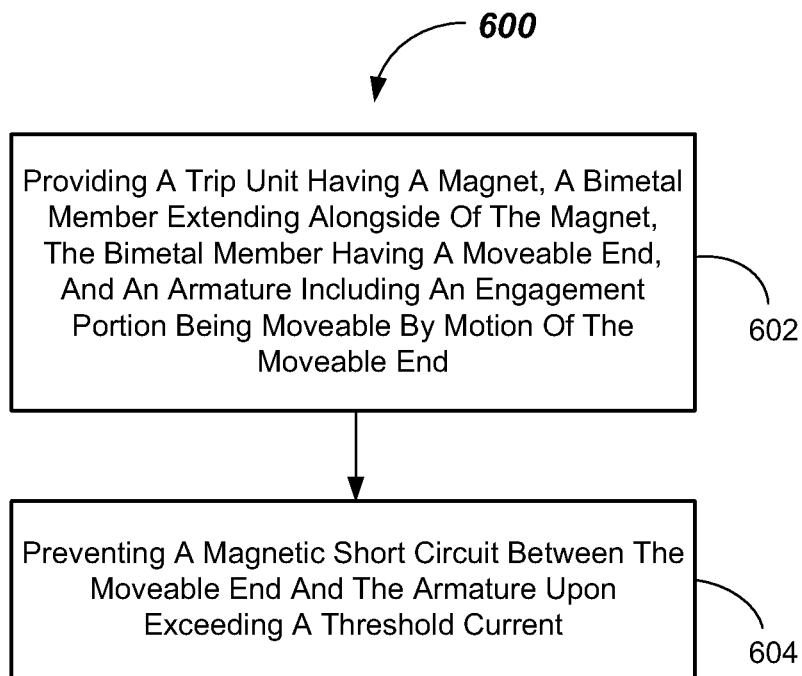 600
Providing A Trip Unit Having A Magnet, A Bimetal
Member Extending Alongside Of The Magnet,
The Bimetal Member Having A Moveable End,
And An Armature Including An Engagement
Portion Being Moveable By Motion Of The
Moveable End
602
Preventing A Magnetic Short Circuit Between The
Moveable End And The Armature Upon
Exceeding A Threshold Current
604